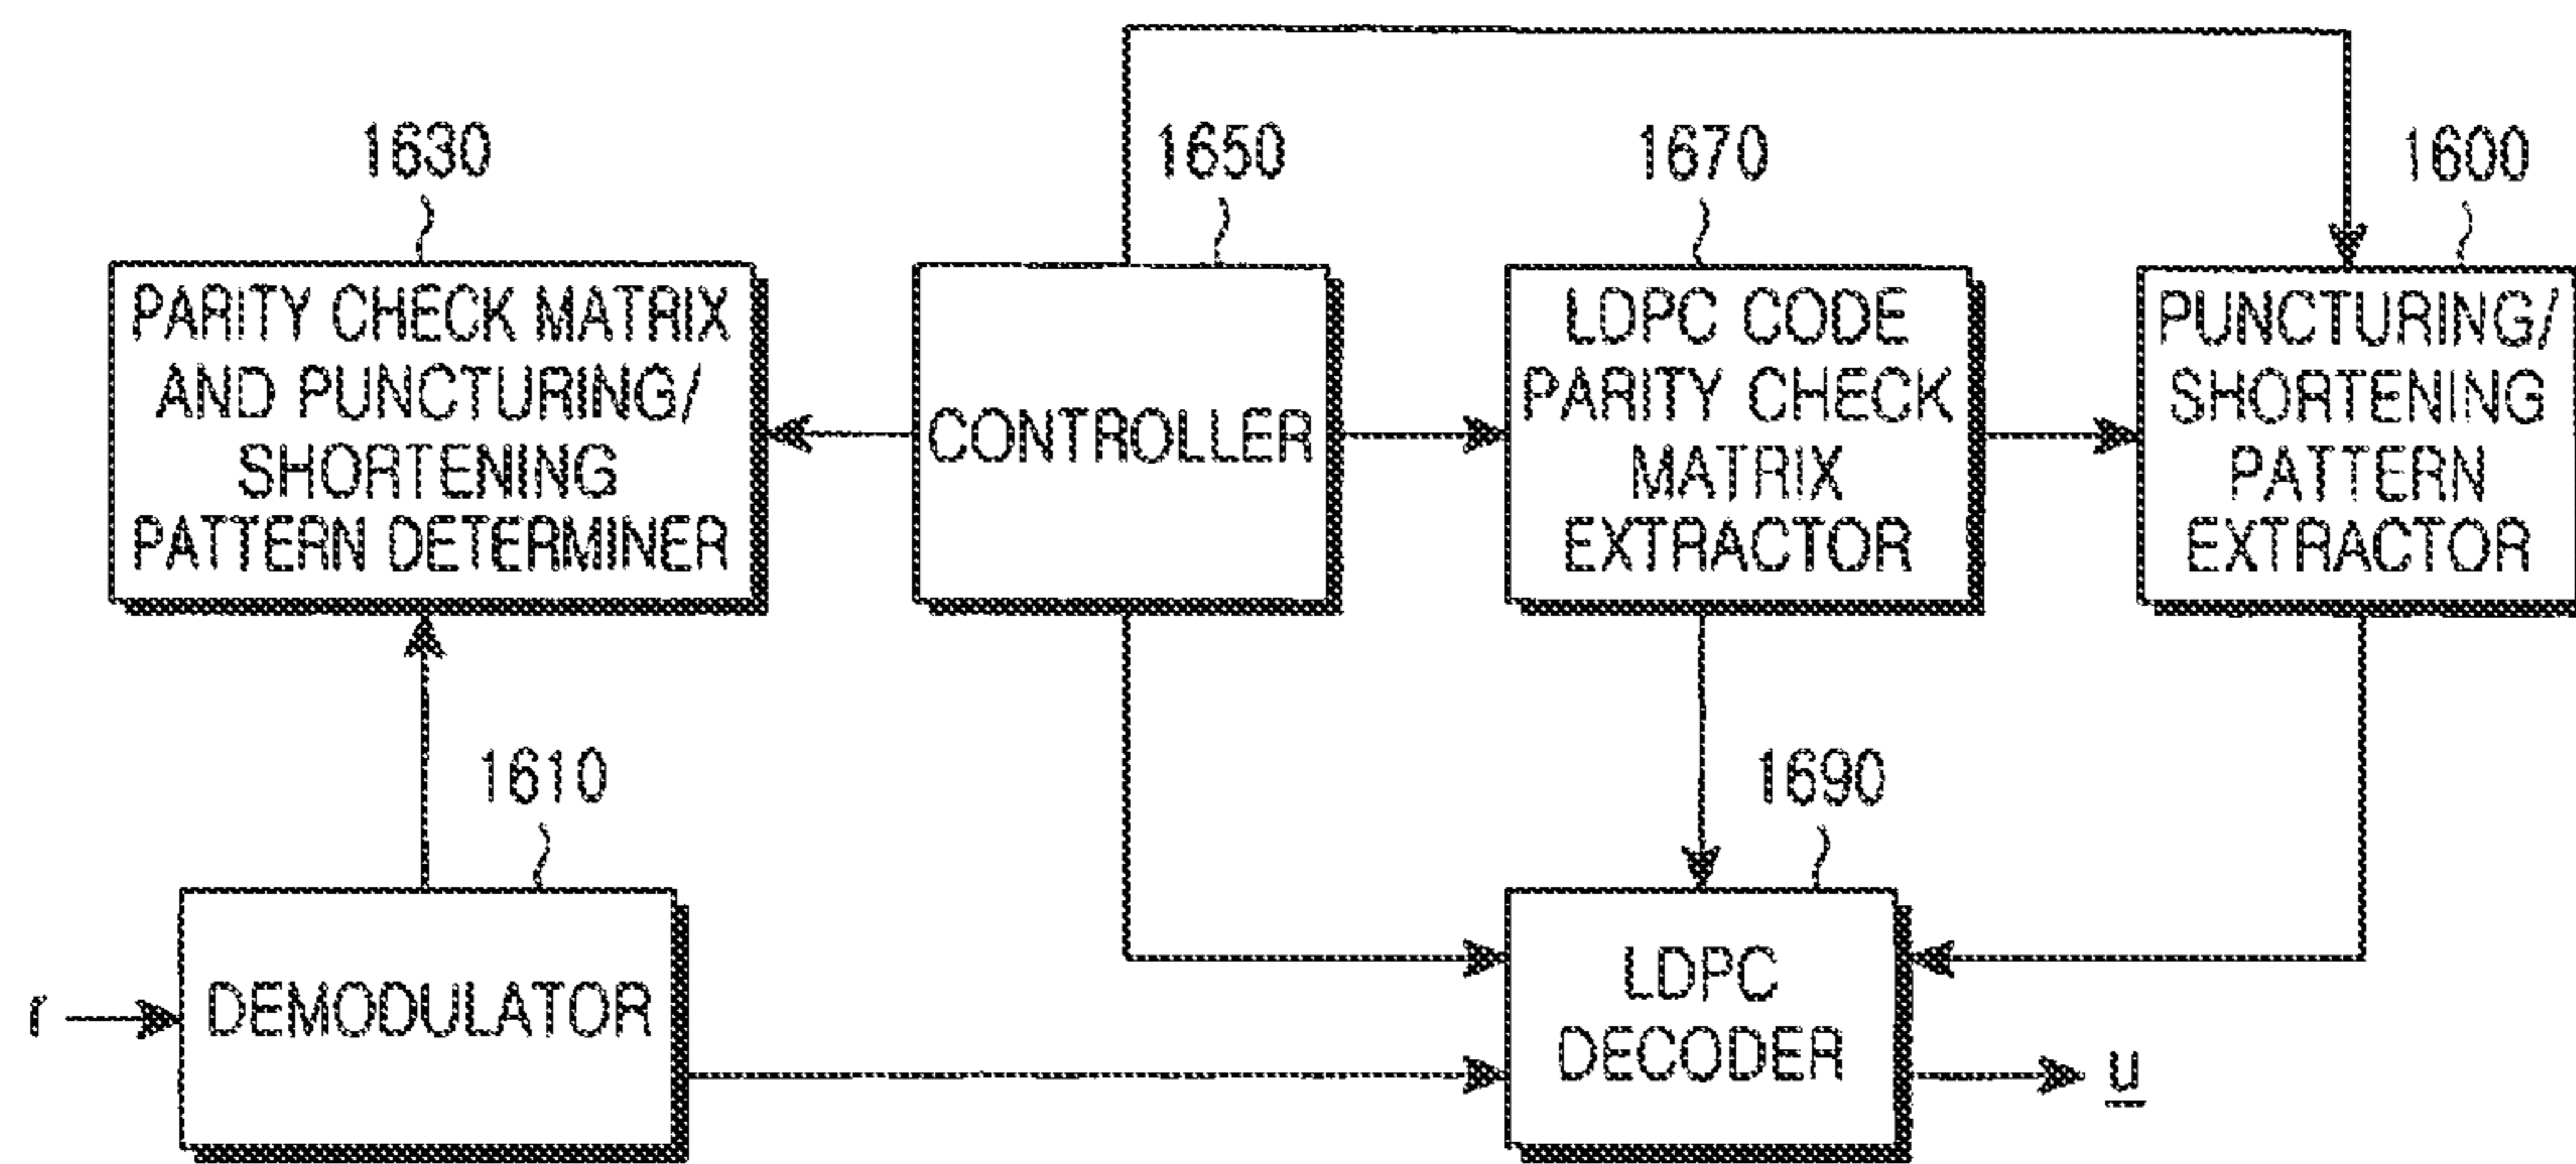 1630
1650
1670
1600
PARITY CHECK MATRIX
AND PUNCTURING/
SHORTENING
PATTERN DETERMINER
CONTROLLER
LDPC CODE
PARITY CHECK
MATRIX
EXTRACTOR
PUNCTURING/
SHORTENING
PATTERN
EXTRACTOR
1610
1690
r
DEMODULATOR
LDPC
DECODER
u